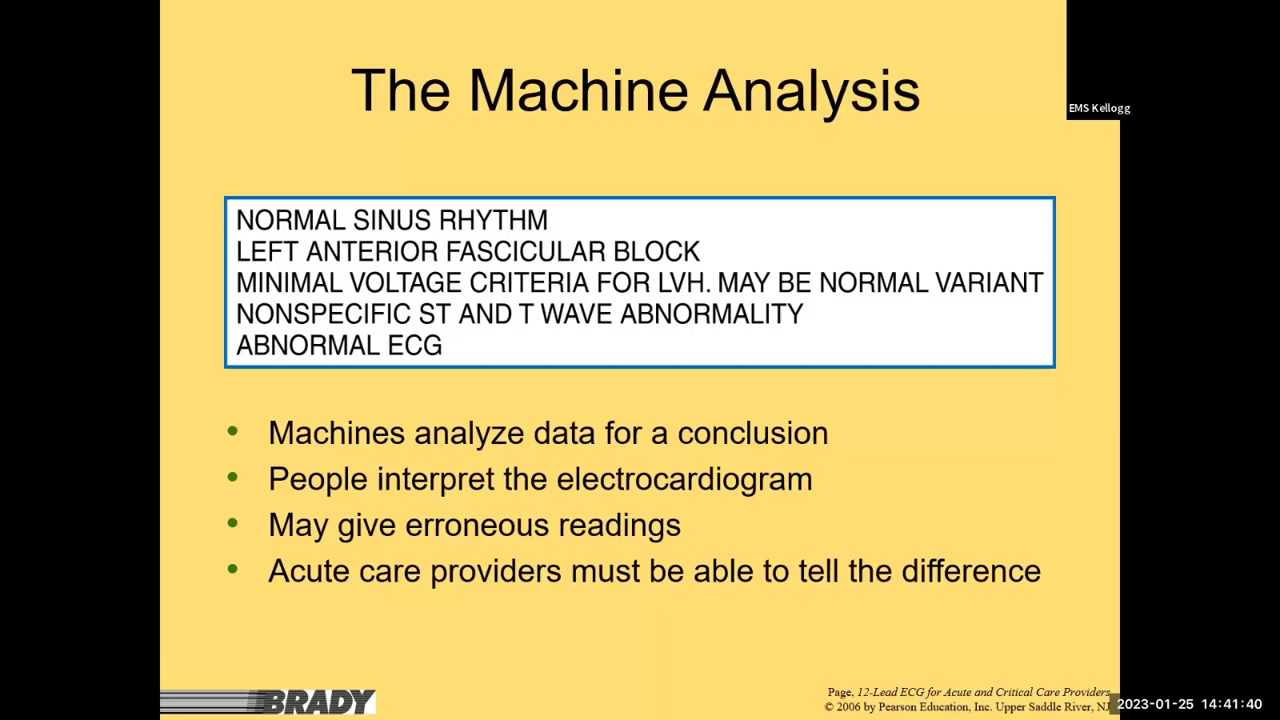 The Machine Analysis
EMS Kellogg
NORMAL SINUS RHYTHM
LEFT ANTERIOR FASCICULAR BLOCK
MINIMAL VOLTAGE CRITERIA FOR LVH. MAY BE NORMAL VARIANT
NONSPECIFIC ST AND T WAVE ABNORMALITY
ABNORMAL ECG
• Machines analyze data for a conclusion
• People interpret the electrocardiogram
• May give erroneous readings
• Acute care providers must be able to tell the difference
BRADY
Page, 12-Lead ECG for Acute and Critical Care Providers
© 2006 by Pearson Education, Inc. Upper Saddle River, NJ
2023-01-25 14:41:40